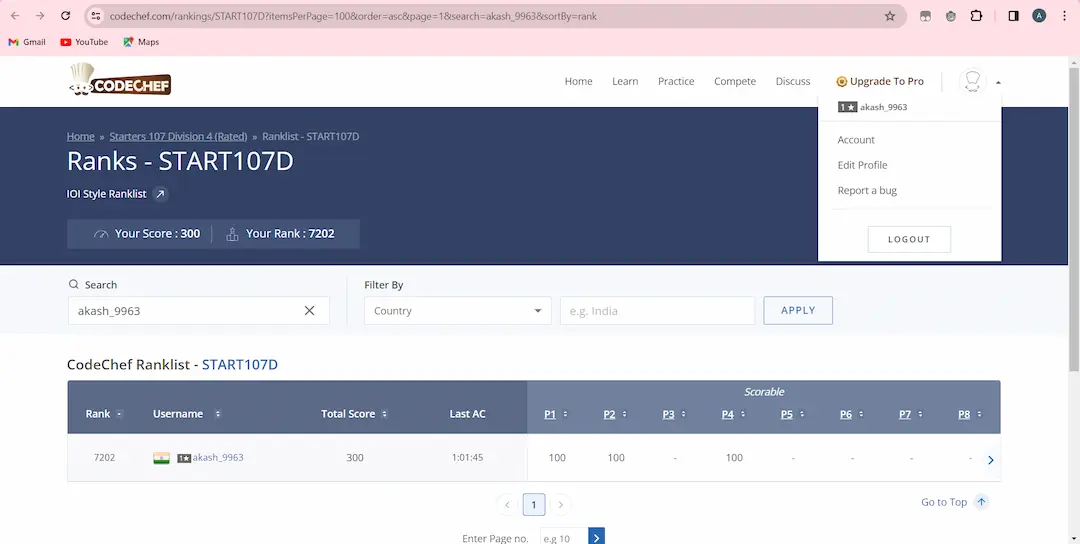 codechef.com/rankings/START107D?itemsPerPage=100&order=asc&page=1&search=akash_9963&sortBy=rank
A
Gmail YouTube Maps
CODECHEF
Home Learn Practice Compete Discuss Upgrade To Pro
1★ akash_9963
Account
Edit Profile
Report a bug
LOGOUT
Home » Starters 107 Division 4 (Rated) » Ranklist - START107D
Ranks - START107D
IOI Style Ranklist
Your Score : 300 Your Rank : 7202
Search Filter By
akash_9963 Country e.g. India APPLY
CodeChef Ranklist - START107D
Scorable
Rank Username Total Score Last AC P1 P2 P3 P4 P5 P6 P7 P8
7202 1★ akash_9963 300 1:01:45 100 100 - 100 - - - -
1
Go to Top
Enter Page no. e.g 10